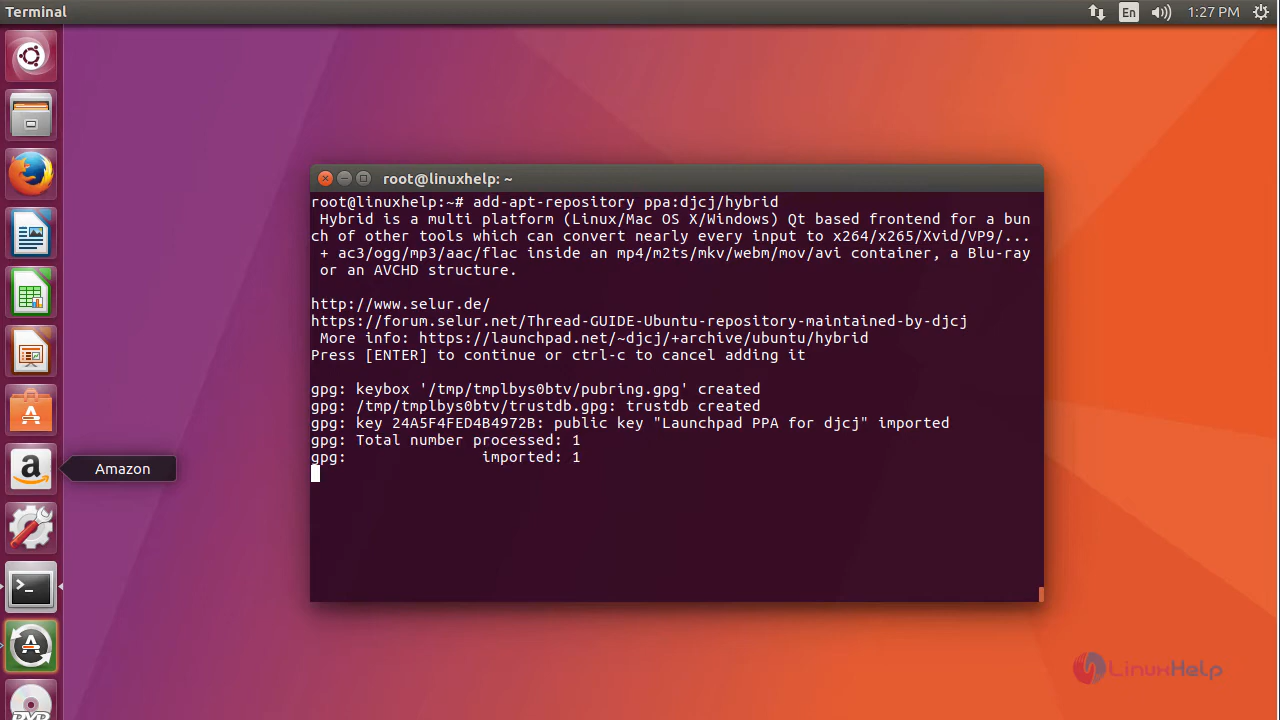 Terminal
En
1:27 PM
root@linuxhelp: ~
root@linuxhelp:~# add-apt-repository ppa:djcj/hybrid
Hybrid is a multi platform (Linux/Mac OS X/Windows) Qt based frontend for a bun
ch of other tools which can convert nearly every input to x264/x265/Xvid/VP9/...
+ ac3/ogg/mp3/aac/flac inside an mp4/m2ts/mkv/webm/mov/avi container, a Blu-ray
or an AVCHD structure.
http://www.selur.de/
https://forum.selur.net/Thread-GUIDE-Ubuntu-repository-maintained-by-djcj
More info: https://launchpad.net/~djcj/+archive/ubuntu/hybrid
Press [ENTER] to continue or ctrl-c to cancel adding it
gpg: keybox '/tmp/tmplbys0btv/pubring.gpg' created
gpg: /tmp/tmplbys0btv/trustdb.gpg: trustdb created
gpg: key 24A5F4FED4B4972B: public key "Launchpad PPA for djcj" imported
gpg: Total number processed: 1
gpg:               imported: 1
Amazon
LinuxHelp
DVD